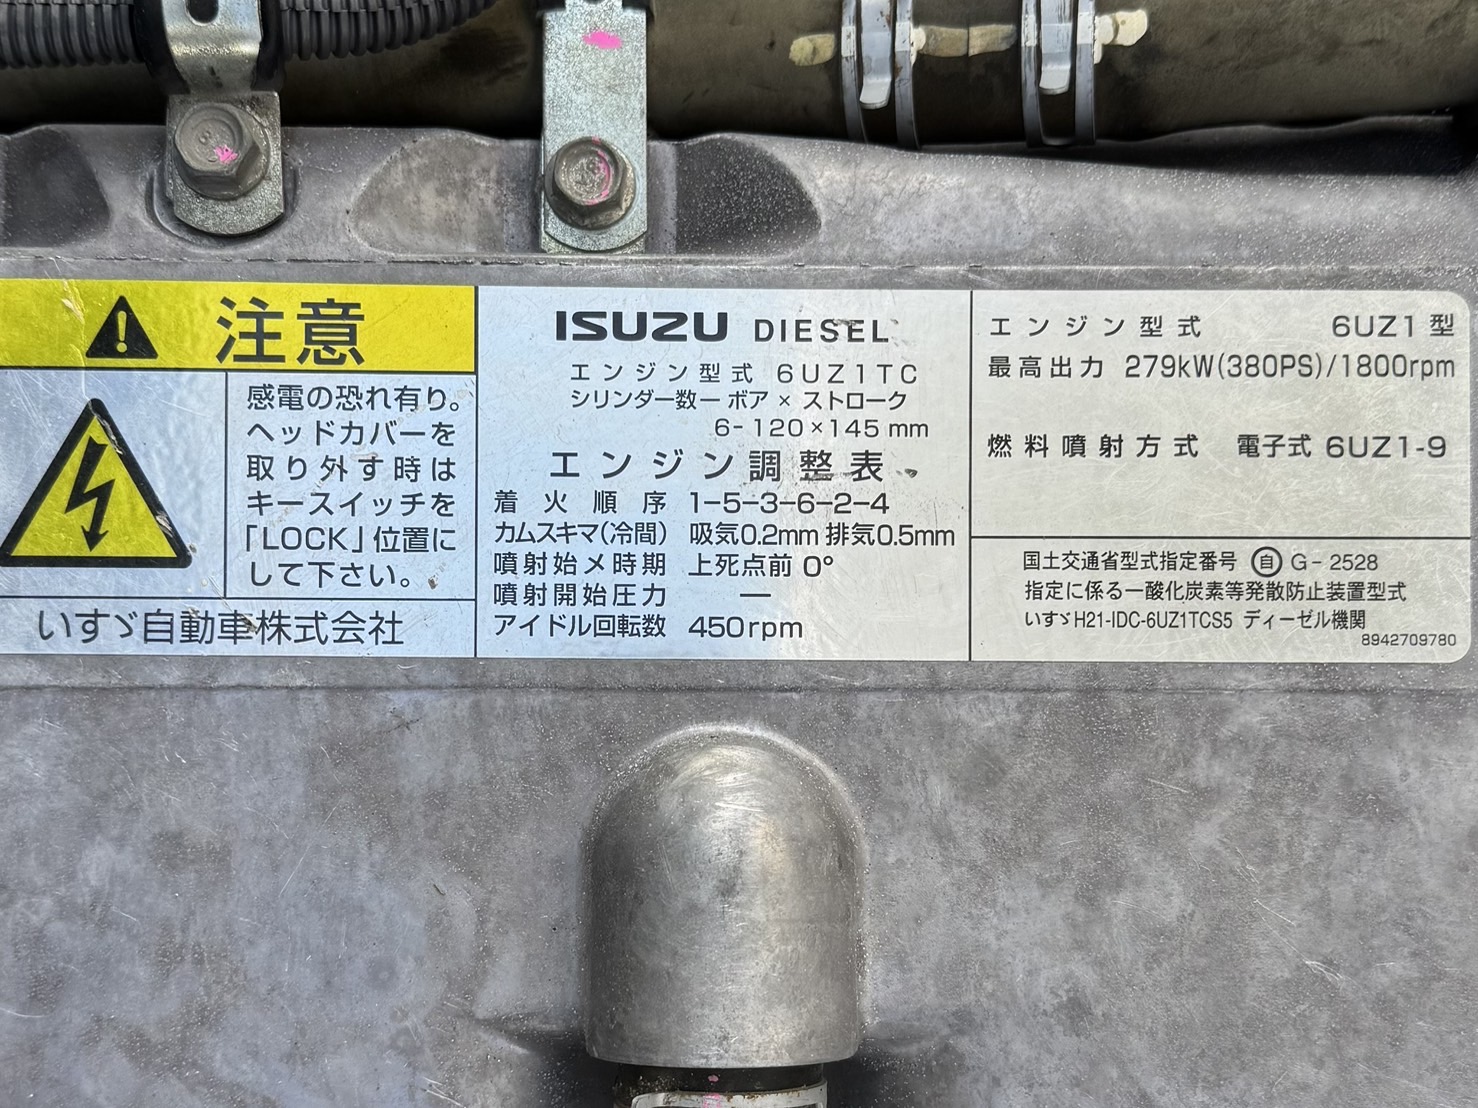 注意
感電の恐れ有り。
ヘッドカバーを
取り外す時は
キースイッチを
「LOCK」位置に
して下さい。
いすゞ自動車株式会社
ISUZU DIESEL
エンジン型式 6UZ1TC
シリンダー数ー ボア × ストローク
6-120×145 mm
エンジン調整表
着火順序 1-5-3-6-2-4
カムスキマ(冷間) 吸気0.2mm 排気0.5mm
噴射始メ時期 上死点前 0°
噴射開始圧力 —
アイドル回転数 450rpm
エンジン型式 6UZ1型
最高出力 279kW(380PS)/1800rpm
燃料噴射方式 電子式 6UZ1-9
国土交通省型式指定番号 自 G-2528
指定に係る一酸化炭素等発散防止装置型式
いすゞH21-IDC-6UZ1TCS5 ディーゼル機関
8942709780